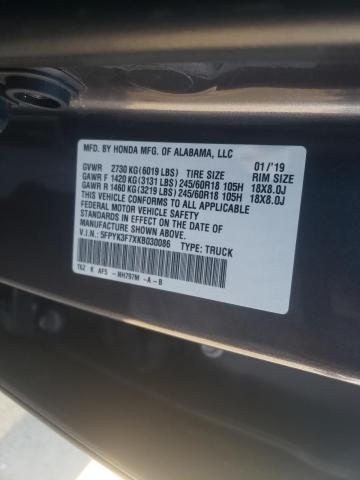 MFD. BY HONDA MFG. OF ALABAMA, LLC 01/'19
GVWR 2730 KG(6019 LBS) TIRE SIZE RIM SIZE
GAWR F 1420 KG(3131 LBS) 245/60R18 105H 18X8.0J
GAWR R 1460 KG(3219 LBS) 245/60R18 105H 18X8.0J
THIS VEHICLE CONFORMS TO ALL APPLICABLE
FEDERAL MOTOR VEHICLE SAFETY
STANDARDS IN EFFECT ON THE DATE OF
MANUFACTURE SHOWN ABOVE.
V.I.N.: 5FPYK3F7XKB030086 TYPE: TRUCK
T6Z K AF5 -NH797M -A -B